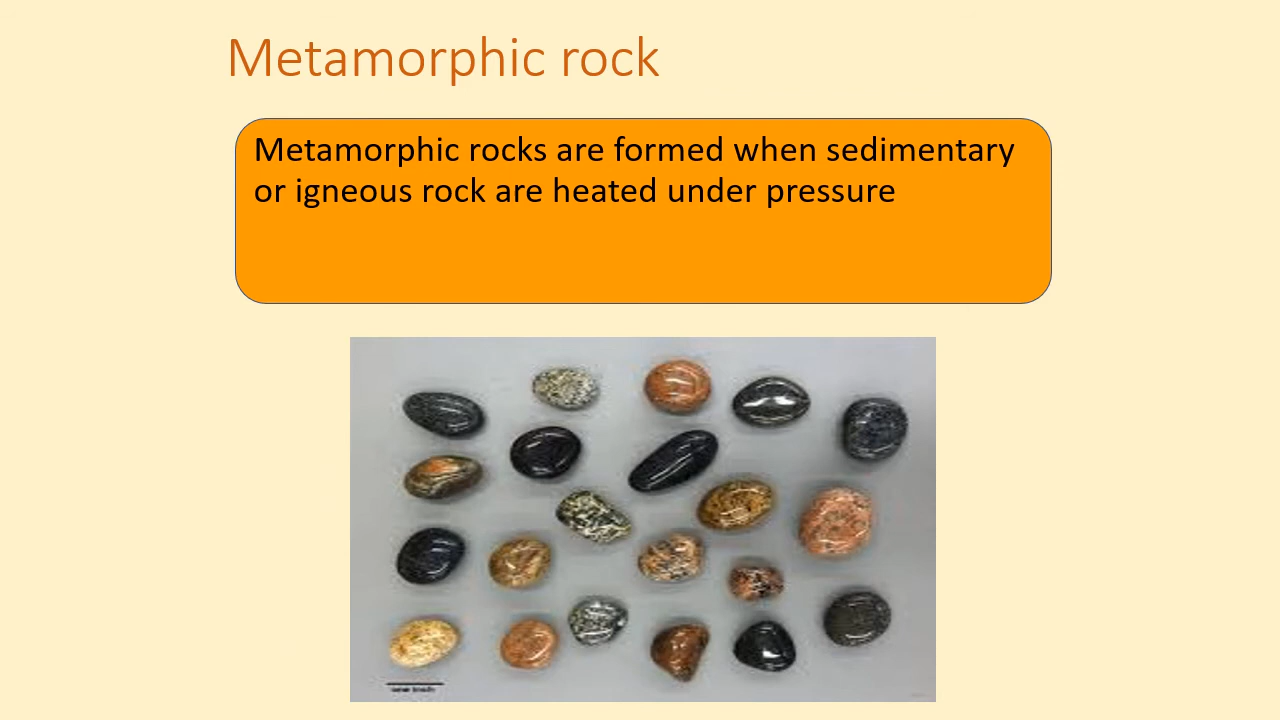 Metamorphic rock
Metamorphic rocks are formed when sedimentary
or igneous rock are heated under pressure